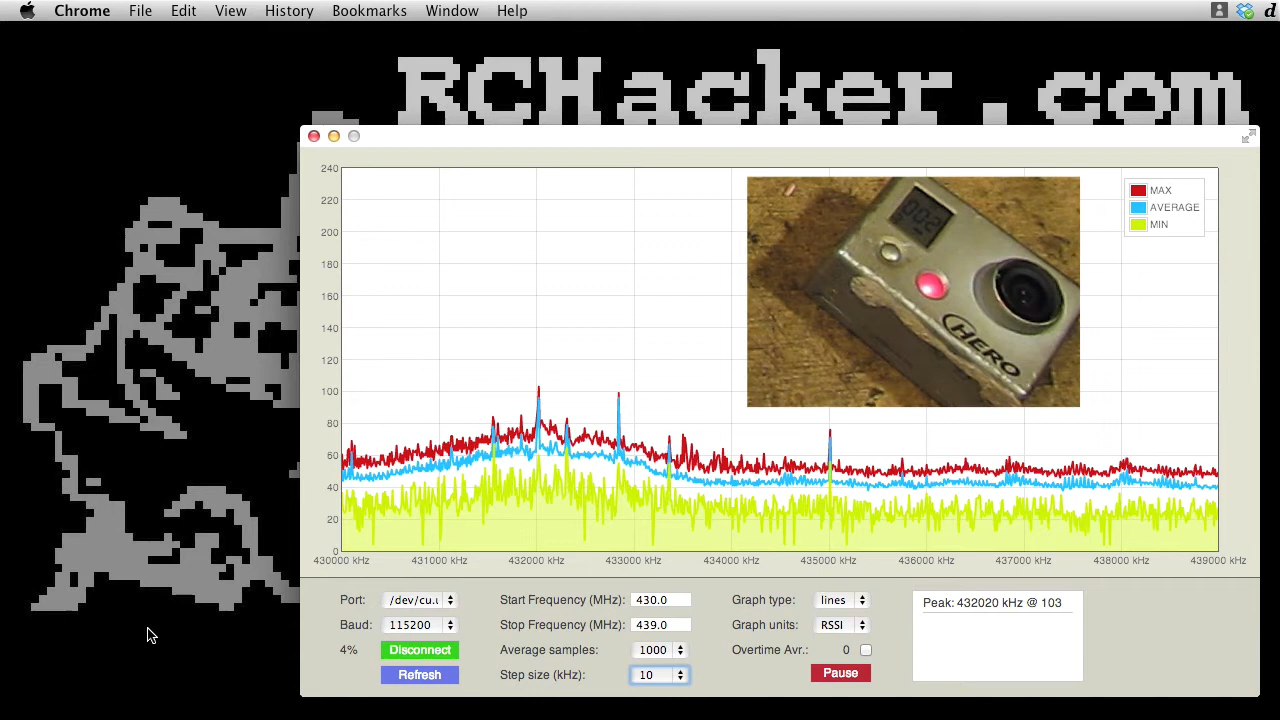 Chrome File Edit View History Bookmarks Window Help
RCHacker.com
240
220
200
180
160
140
120
100
80
60
40
20
0
430000 kHz 431000 kHz 432000 kHz 433000 kHz 434000 kHz 435000 kHz 436000 kHz 437000 kHz 438000 kHz 439000 kHz
MAX
AVERAGE
MIN
HERO
Port: /dev/cu.u
Baud: 115200
4% Disconnect
Refresh
Start Frequency (MHz): 430.0
Stop Frequency (MHz): 439.0
Average samples: 1000
Step size (kHz): 10
Graph type: lines
Graph units: RSSI
Overtime Avr.: 0
Pause
Peak: 432020 kHz @ 103